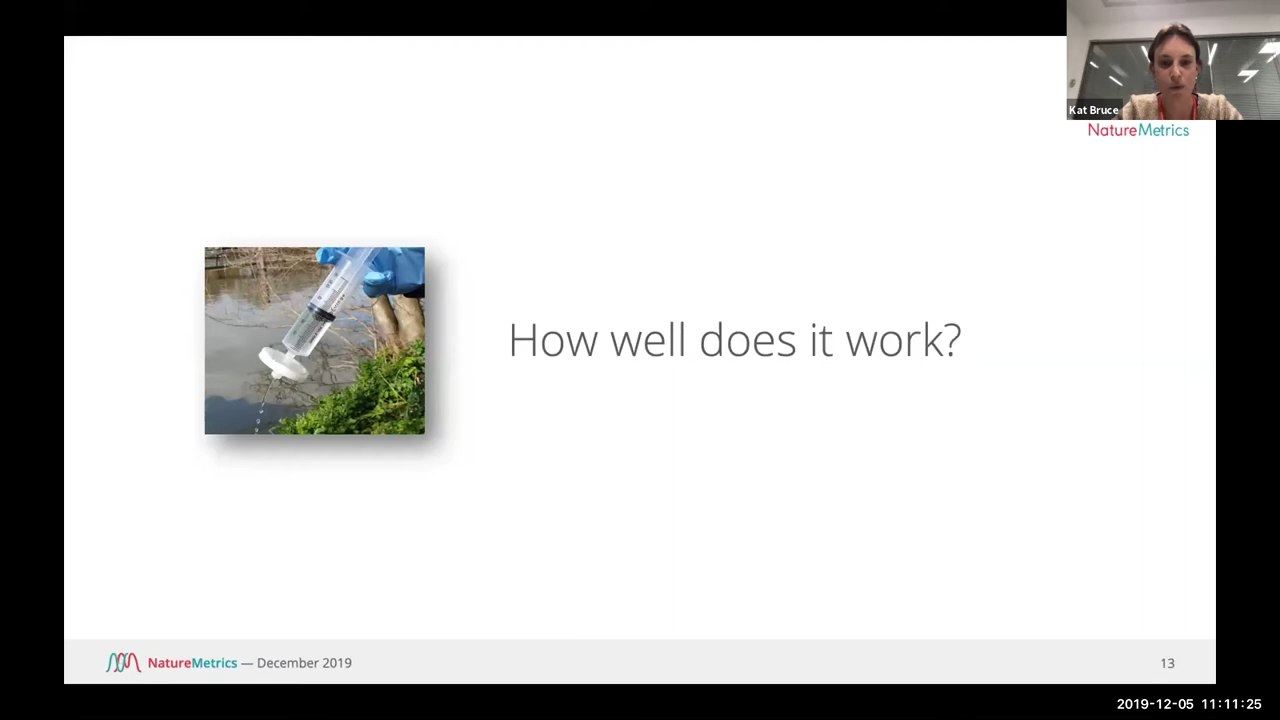 Kat Bruce
NatureMetrics
How well does it work?
NatureMetrics — December 2019
13
2019-12-05 11:11:25